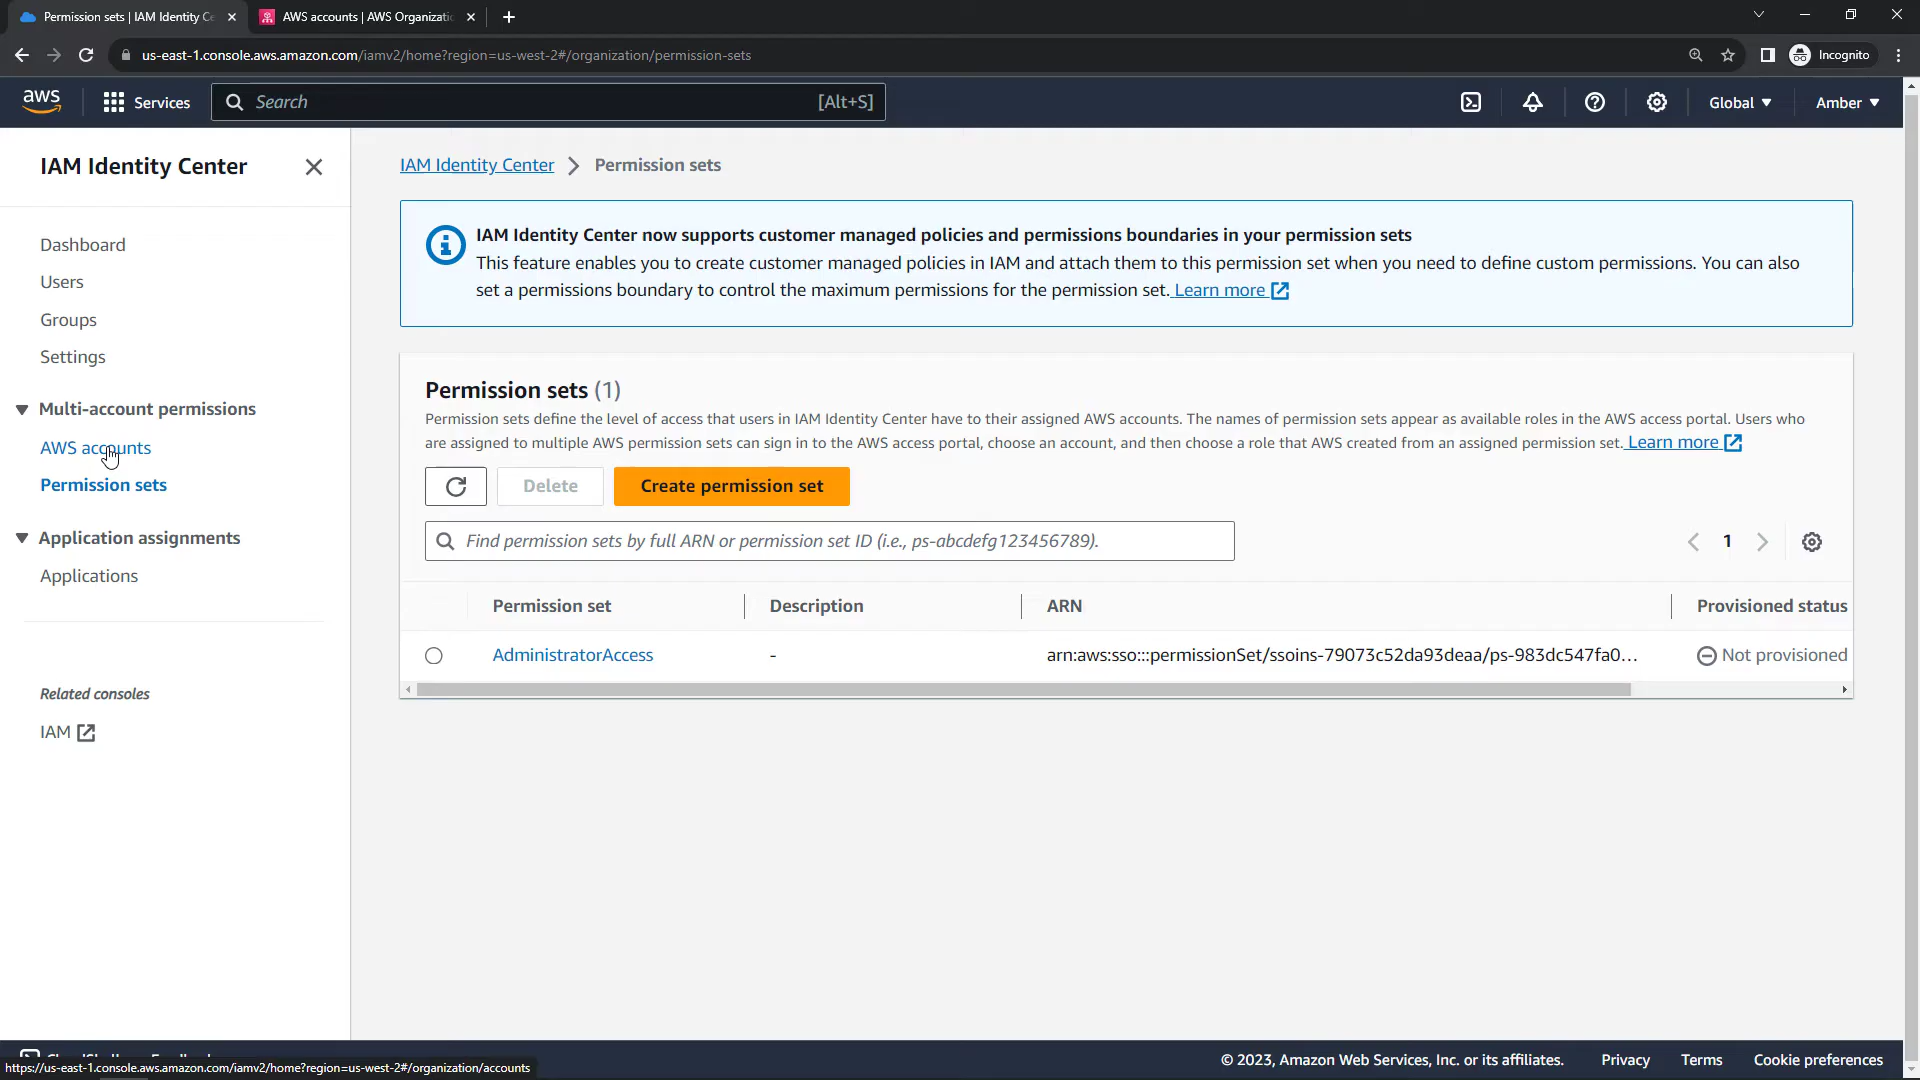 Permission sets | IAM Identity Ce
AWS accounts | AWS Organizatio
us-east-1.console.aws.amazon.com/iamv2/home?region=us-west-2#/organization/permission-sets
Incognito
aws
Services
Search
[Alt+S]
Global
Amber
IAM Identity Center
Dashboard
Users
Groups
Settings
Multi-account permissions
AWS accounts
Permission sets
Application assignments
Applications
Related consoles
IAM
IAM Identity Center
Permission sets
IAM Identity Center now supports customer managed policies and permissions boundaries in your permission sets
This feature enables you to create customer managed policies in IAM and attach them to this permission set when you need to define custom permissions. You can also
set a permissions boundary to control the maximum permissions for the permission set. Learn more
Permission sets (1)
Permission sets define the level of access that users in IAM Identity Center have to their assigned AWS accounts. The names of permission sets appear as available roles in the AWS access portal. Users who
are assigned to multiple AWS permission sets can sign in to the AWS access portal, choose an account, and then choose a role that AWS created from an assigned permission set. Learn more
Delete
Create permission set
Find permission sets by full ARN or permission set ID (i.e., ps-abcdefg123456789).
1
Permission set
Description
ARN
Provisioned status
AdministratorAccess
-
arn:aws:sso:::permissionSet/ssoins-79073c52da93deaa/ps-983dc547fa0...
Not provisioned
© 2023, Amazon Web Services, Inc. or its affiliates.
Privacy
Terms
Cookie preferences
https://us-east-1.console.aws.amazon.com/iamv2/home?region=us-west-2#/organization/accounts